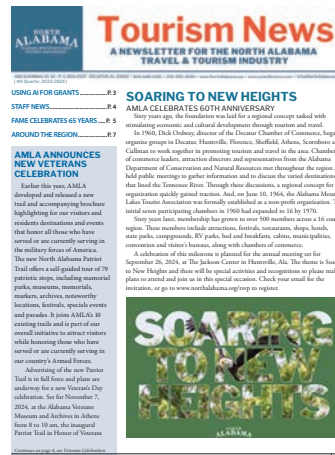 NORTH
ALABAMA
Tourism News
A NEWSLETTER FOR THE NORTH ALABAMA
TRAVEL & TOURISM INDUSTRY
(4th Quarter, 2023-2024)
USING AI FOR GRANTS P. 3
STAFF NEWS P. 4
FAME CELEBRATES 65 YEARS P. 5
AROUND THE REGION P. 7
AMLA ANNOUNCES
NEW VETERANS
CELEBRATION
Earlier this year, AMLA
developed and released a new
trail and accompanying brochure
highlighting for our visitors and
residents destinations and events
that honor all those who have
served or are currently serving in
the military forces of America.
The new North Alabama Patriot
Trail offers a self-guided tour of 79
patriotic stops, including memorial
parks, museums, memorials,
markers, archives, noteworthy
locations, festivals, specials events
and parades. It joins AMLA's 10
existing trails and is part of our
overall initiative to attract visitors
while honoring those who have
served or are currently serving in
our country's Armed Forces.
Advertising of the new Patriot
Trail is in full force and plans are
underway for a new Veteran's Day
celebration. Set for November 7,
2024, at the Alabama Veterans
Museum and Archives in Athens
from 8 to 10 am, the inaugural
Patriot Trail in Honor of Veterans
Continues on page 6, see Veterans Celebration
SOARING TO NEW HEIGHTS
AMLA CELEBRATES 60TH ANNIVERSARY
Sixty years ago, the foundation was laid for a regional concept tasked with
stimulating economic and cultural development through tourism and travel.
In 1960, Dick Ordway, director of the Decatur Chamber of Commerce, bega
organize groups in Decatur, Huntsville, Florence, Sheffield, Athens, Scottsboro a
Cullman to work together in promoting tourism and travel in the area. Chamber
of commerce leaders, attraction directors and representatives from the Alabama
Department of Conservation and Natural Resources met throughout the region a
held public meetings to gather information and to discuss the varied destinations
that lined the Tennessee River. Through these discussions, a regional concept for
organization quickly gained traction. And, on June 10, 1964, the Alabama Moun
Lakes Tourist Association was formally established as a non-profit organization. T
initial seven participating chambers in 1960 had expanded to 16 by 1970.
Sixty years later, membership has grown to over 500 members across a 16 cou
region. These members include attractions, festivals, restaurants, shops, hotels,
state parks, campgrounds, RV parks, bed and breakfasts, cabins, municipalities,
convention and visitor's bureaus, along with chambers of commerce.
A celebration of this milestone is planned for the annual meeting set for
September 26, 2024, at The Jackson Center in Huntsville, Ala. The theme is Soar
to New Heights and there will be special activities and recognitions so please mak
plans to attend and join us in this special occasion. Check your email for the
invitation, or go to www.northalabama.org/rsvp to register.
SOARING
TO NEW
HEIGHTS
NORTH
ALABAMA